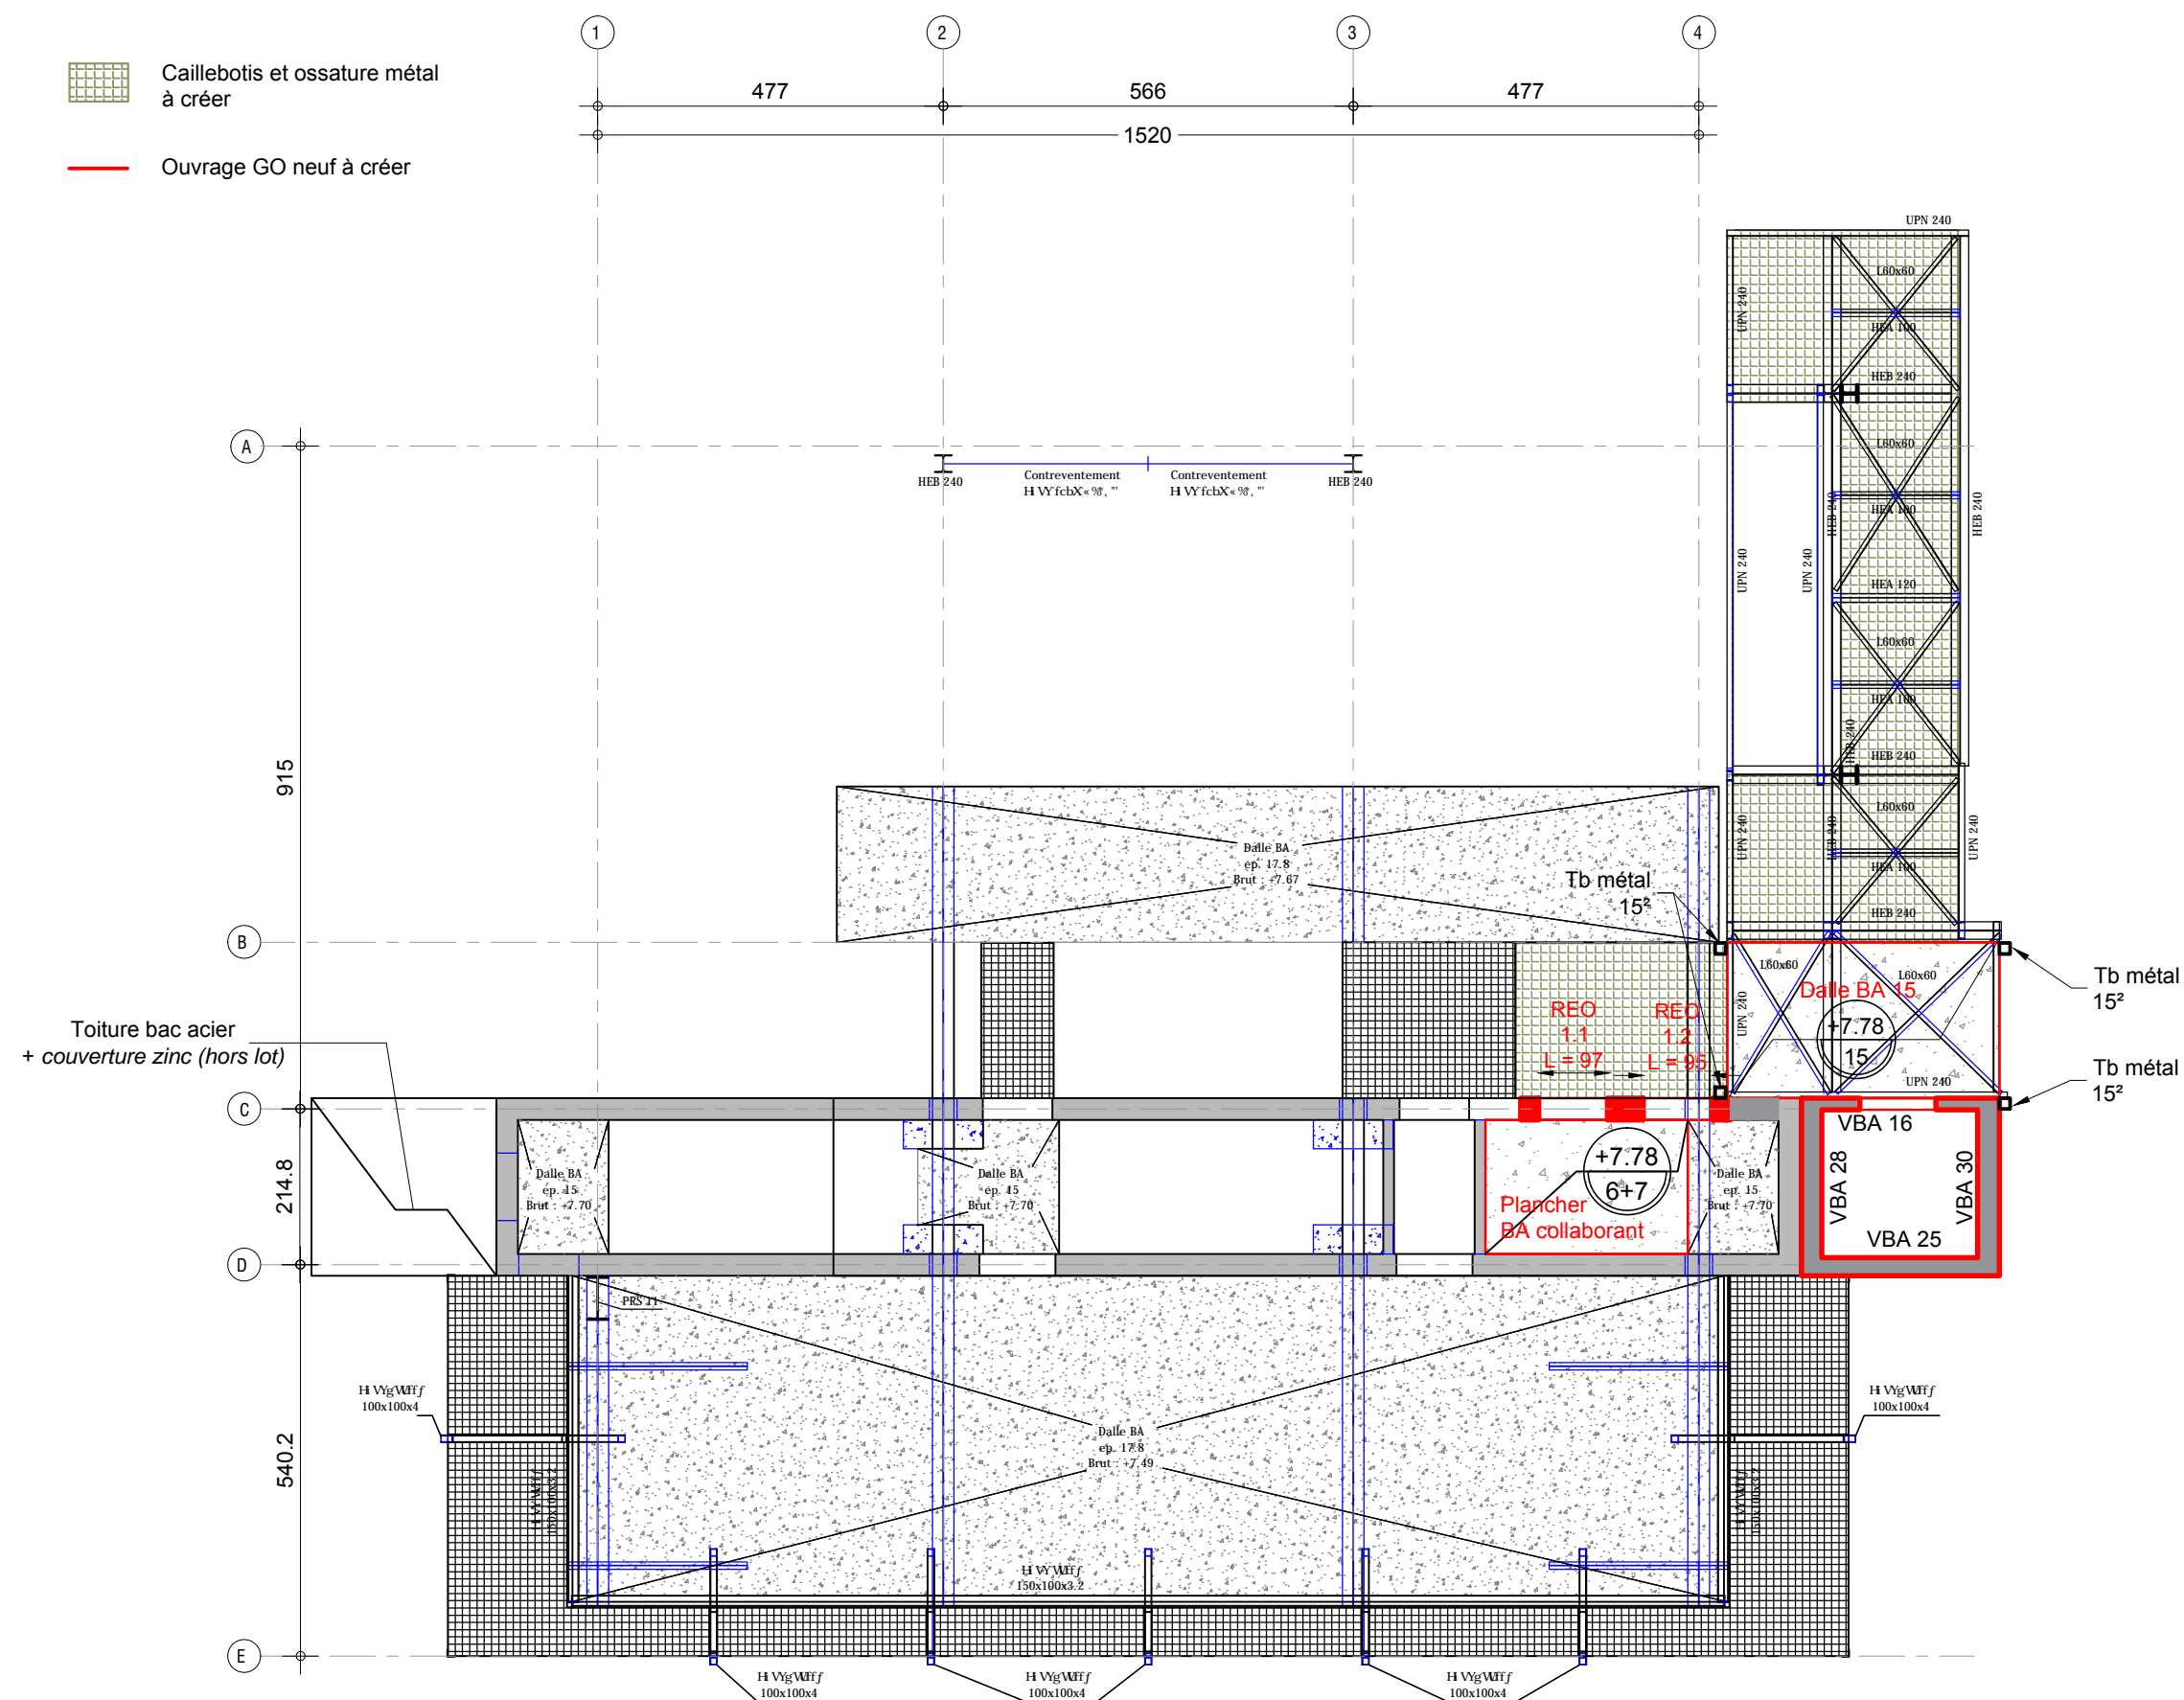 1
2
3
4
Caillebotis et ossature métal
à créer
477
566
477
1520
Ouvrage GO neuf à créer
UPN 240
L60x60
UPN 240
HEA 100
HEB 240
A
L60x60
Contreventement
Contreventement
HEB 240
HEB 240
HEB 240
HEA 100
HEB 240
UPN 240
UPN 240
HEA 120
L60x60
HEA 100
HEB 240
HEB 240
915
L60x60
UPN 240
HEB 240
UPN 240
Dalle BA
ep. 17.8
Brut : +7.67
HEA 100
Tb métal
15²
HEB 240
B
L60x60
L60x60
Tb métal
15²
Dalle BA 15
REO
1.1
L = 97
REO
1.2
L = 95
UPN 240
+7.78
15
Toiture bac acier
+ couverture zinc (hors lot)
UPN 240
Tb métal
15²
C
VBA 16
214.8
Dalle BA
ep. 15
Brut : +7.70
Dalle BA
ep. 15
Brut : +7.70
+7.78
6+7
Plancher
BA collaborant
Dalle BA
ep. 15
Brut : +7.70
VBA 28
VBA 30
VBA 25
D
PRS 11
100x100x4
100x100x4
540.2
Dalle BA
ep. 17.8
Brut : +7.49
150x100x3.2
150x100x3.2
150x100x3.2
E
100x100x4
100x100x4
100x100x4